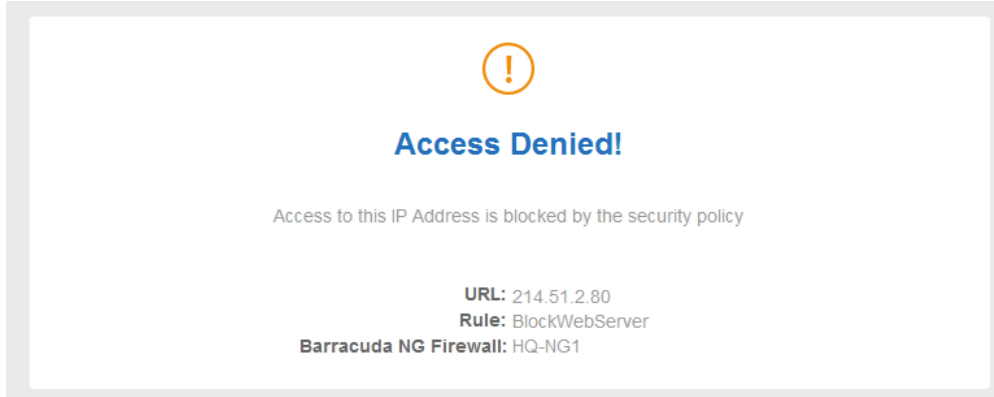 !
Access Denied!
Access to this IP Address is blocked by the security policy
URL: 214.51.2.80
Rule: BlockWebServer
Barracuda NG Firewall: HQ-NG1